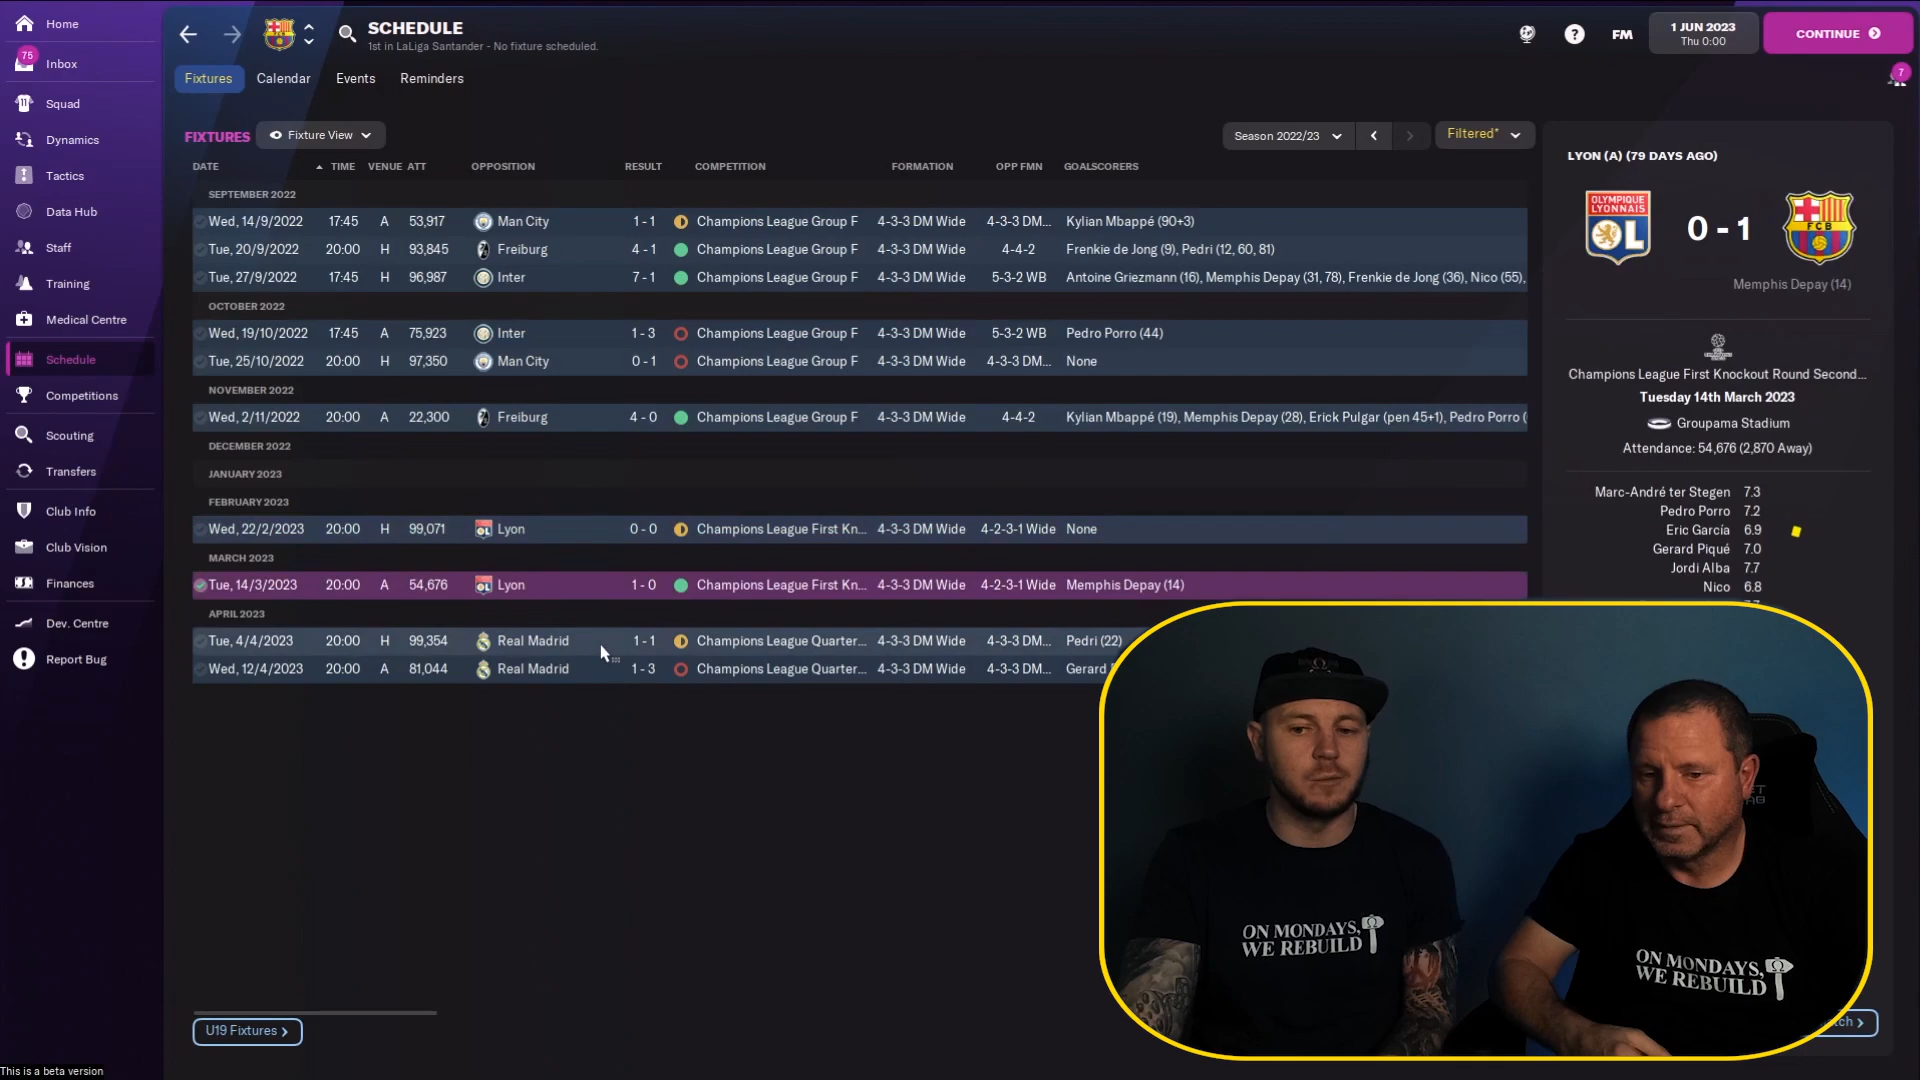 Home
75
Inbox
Squad
Dynamics
Tactics
Data Hub
Staff
Training
Medical Centre
Schedule
Competitions
Scouting
Transfers
Club Info
Club Vision
Finances
Dev. Centre
Report Bug
This is a beta version
SCHEDULE
1st in LaLiga Santander - No fixture scheduled.
FM
1 JUN 2023
Thu 0:00
CONTINUE
7
Fixtures Calendar Events Reminders
FIXTURES Fixture View
Season 2022/23
Filtered*
DATE TIME VENUE ATT OPPOSITION RESULT COMPETITION FORMATION OPP FMN GOALSCORERS
SEPTEMBER 2022
Wed, 14/9/2022 17:45 A 53,917 Man City 1 - 1 Champions League Group F 4-3-3 DM Wide 4-3-3 DM... Kylian Mbappé (90+3)
Tue, 20/9/2022 20:00 H 93,845 Freiburg 4 - 1 Champions League Group F 4-3-3 DM Wide 4-4-2 Frenkie de Jong (9), Pedri (12, 60, 81)
Tue, 27/9/2022 17:45 H 96,987 Inter 7 - 1 Champions League Group F 4-3-3 DM Wide 5-3-2 WB Antoine Griezmann (16), Memphis Depay (31, 78), Frenkie de Jong (36), Nico (55),
OCTOBER 2022
Wed, 19/10/2022 17:45 A 75,923 Inter 1 - 3 Champions League Group F 4-3-3 DM Wide 5-3-2 WB Pedro Porro (44)
Tue, 25/10/2022 20:00 H 97,350 Man City 0 - 1 Champions League Group F 4-3-3 DM Wide 4-3-3 DM... None
NOVEMBER 2022
Wed, 2/11/2022 20:00 A 22,300 Freiburg 4 - 0 Champions League Group F 4-3-3 DM Wide 4-4-2 Kylian Mbappé (19), Memphis Depay (28), Erick Pulgar (pen 45+1), Pedro Porro (
DECEMBER 2022
JANUARY 2023
FEBRUARY 2023
Wed, 22/2/2023 20:00 H 99,071 Lyon 0 - 0 Champions League First Kn... 4-3-3 DM Wide 4-2-3-1 Wide None
MARCH 2023
Tue, 14/3/2023 20:00 A 54,676 Lyon 1 - 0 Champions League First Kn... 4-3-3 DM Wide 4-2-3-1 Wide Memphis Depay (14)
APRIL 2023
Tue, 4/4/2023 20:00 H 99,354 Real Madrid 1 - 1 Champions League Quarter... 4-3-3 DM Wide 4-3-3 DM... Pedri (22)
Wed, 12/4/2023 20:00 A 81,044 Real Madrid 1 - 3 Champions League Quarter... 4-3-3 DM Wide 4-3-3 DM... Gerard
U19 Fixtures
LYON (A) (79 DAYS AGO)
OLYMPIQUE
LYONNAIS
OL
0 - 1
FCB
Memphis Depay (14)
Champions League First Knockout Round Second...
Tuesday 14th March 2023
Groupama Stadium
Attendance: 54,676 (2,870 Away)
Marc-André ter Stegen 7.3
Pedro Porro 7.2
Eric García 6.9
Gerard Piqué 7.0
Jordi Alba 7.7
Nico 6.8
ON MONDAYS,
WE REBUILD
ON MONDAYS,
WE REBUILD
tch